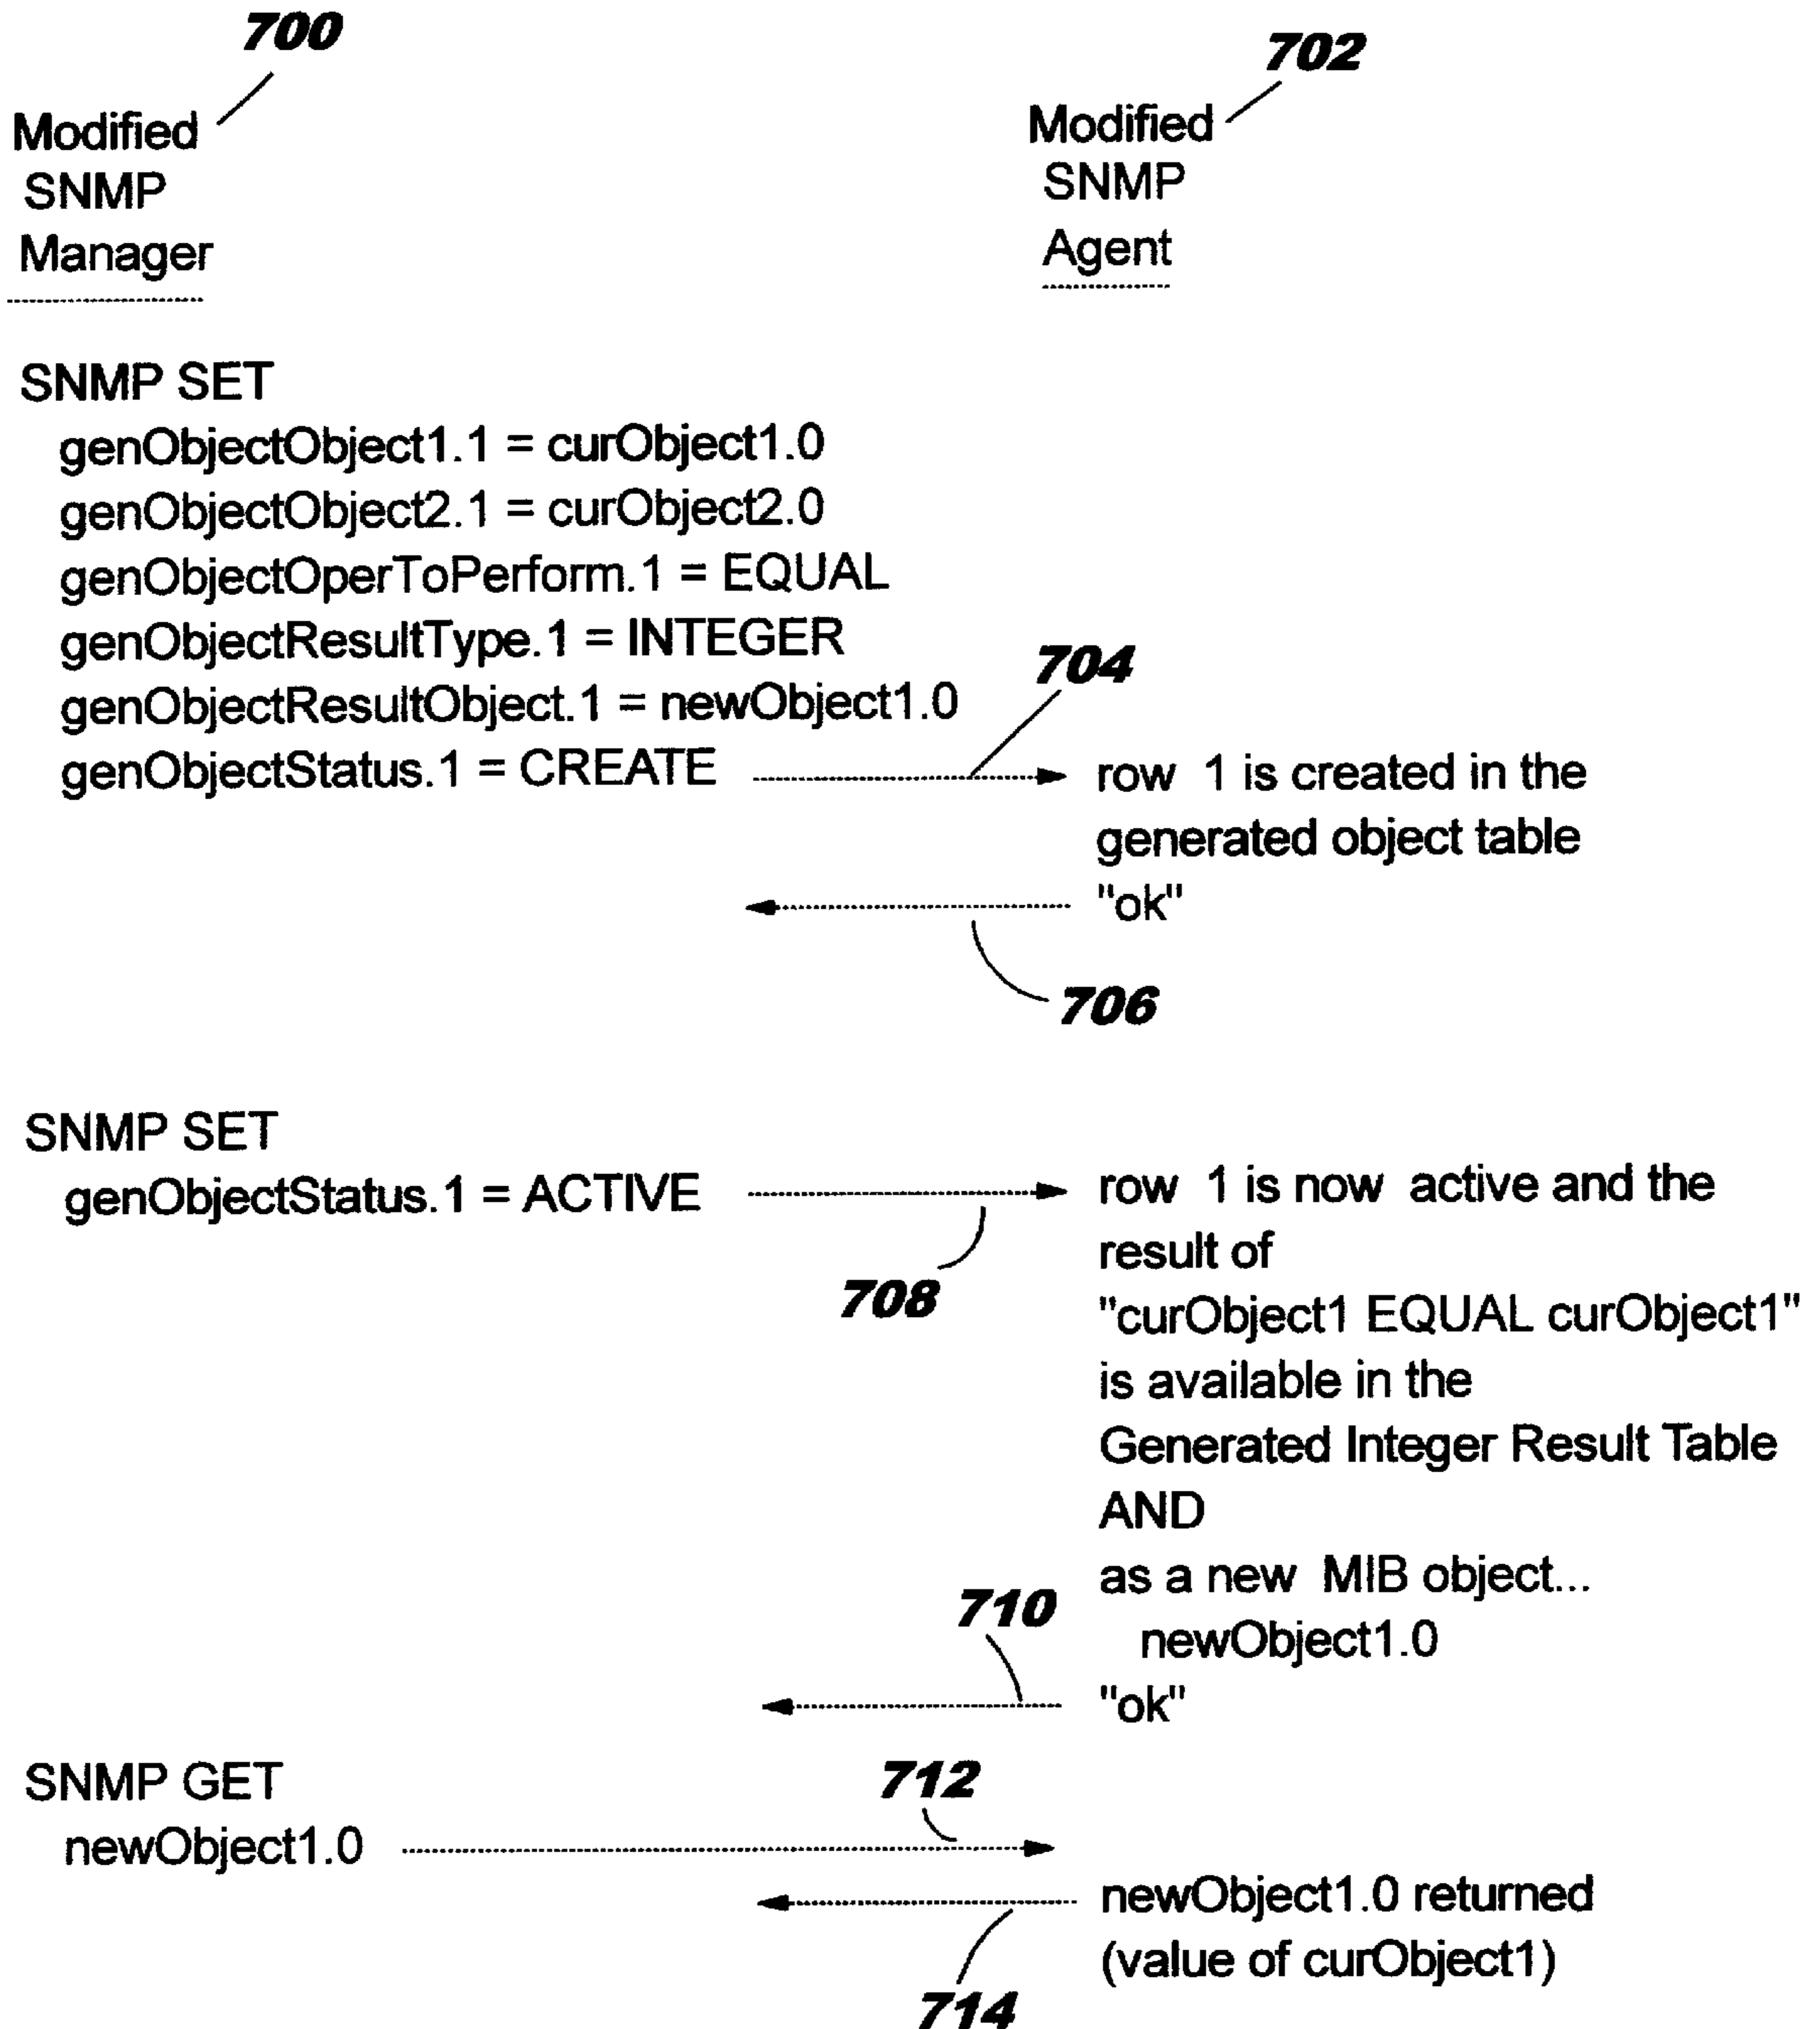 700
702
Modified
SNMP
Manager
Modified
SNMP
Agent
SNMP SET
genObjectObject1.1 = curObject1.0
genObjectObject2.1 = curObject2.0
genObjectOperToPerform.1 = EQUAL
genObjectResultType.1 = INTEGER
704
genObjectResultObject.1 = newObject1.0
genObjectStatus.1 = CREATE
row 1 is created in the
generated object table
"ok"
706
SNMP SET
genObjectStatus.1 = ACTIVE
708
row 1 is now active and the
result of
"curObject1 EQUAL curObject1"
is available in the
Generated Integer Result Table
AND
as a new MIB object...
newObject1.0
710
"ok"
SNMP GET
712
newObject1.0
newObject1.0 returned
(value of curObject1)
714